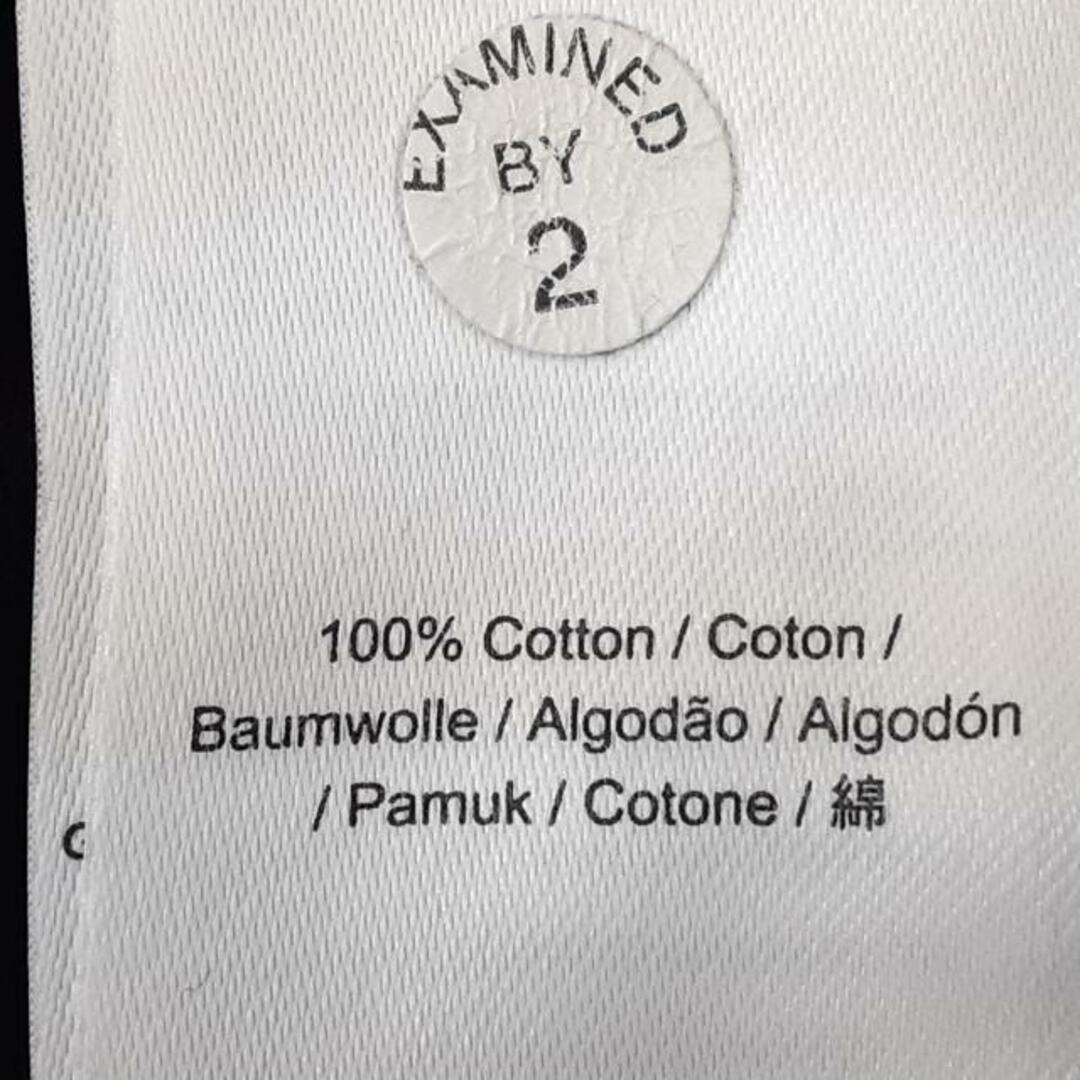 EXAMINED
BY
2
100% Cotton / Coton /
Baumwolle / Algodão / Algodón
/ Pamuk / Cotone / 綿